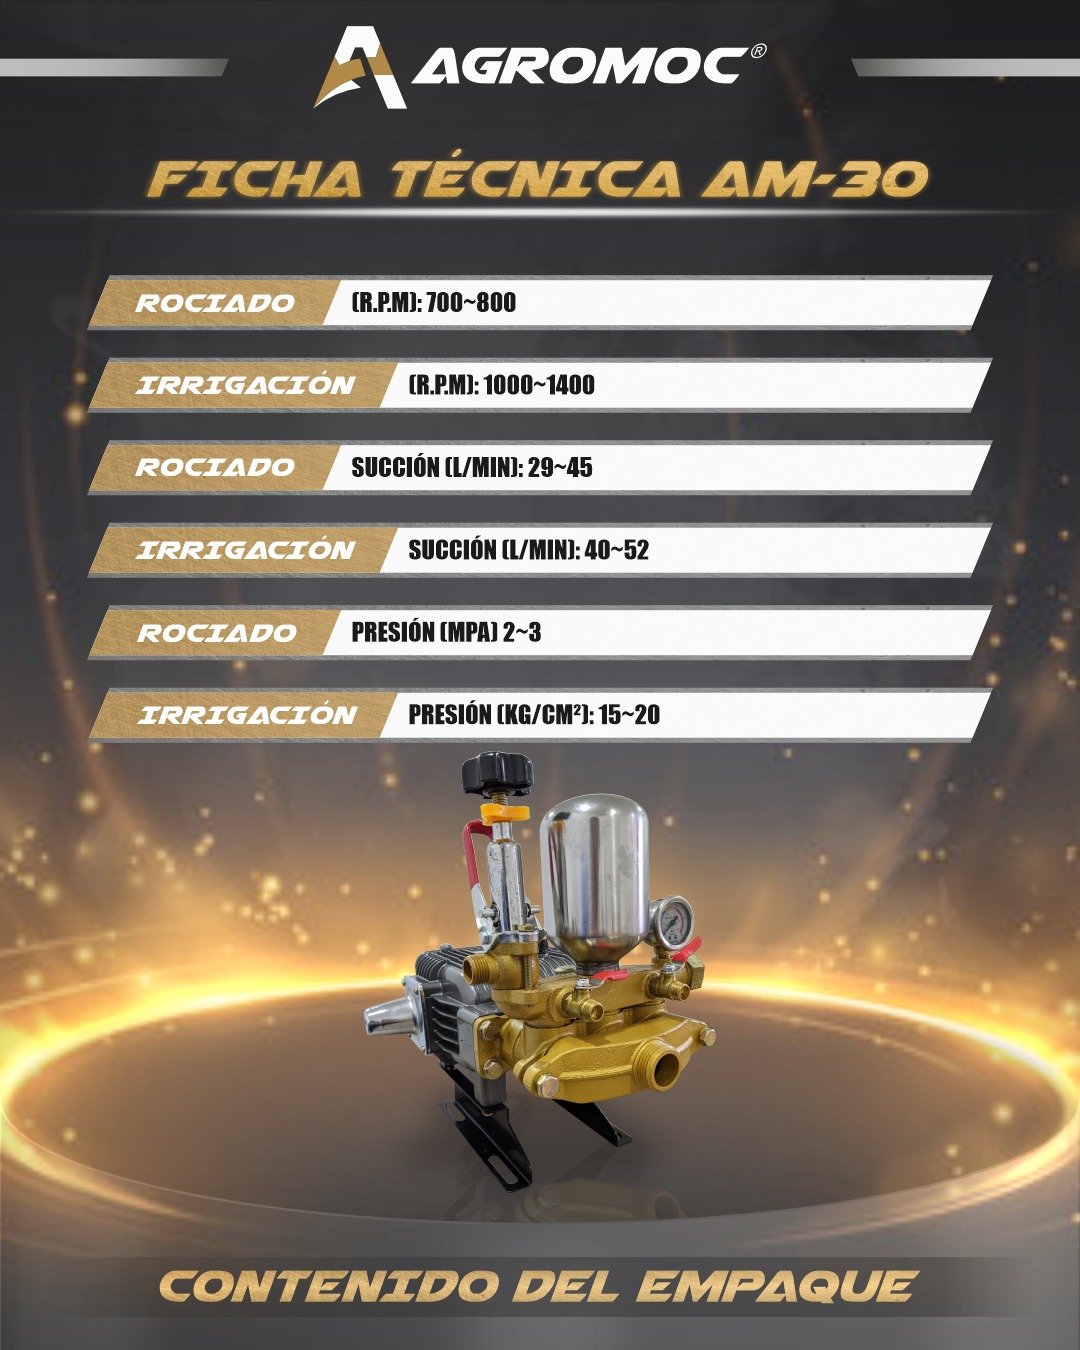 AGROMOC®
FICHA TÉCNICA AM-30
ROCIADO (R.P.M): 700~800
IRRIGACIÓN (R.P.M): 1000~1400
ROCIADO SUCCIÓN (L/MIN): 29~45
IRRIGACIÓN SUCCIÓN (L/MIN): 40~52
ROCIADO PRESIÓN (MPA) 2~3
IRRIGACIÓN PRESIÓN (KG/CM²): 15~20
CONTENIDO DEL EMPAQUE